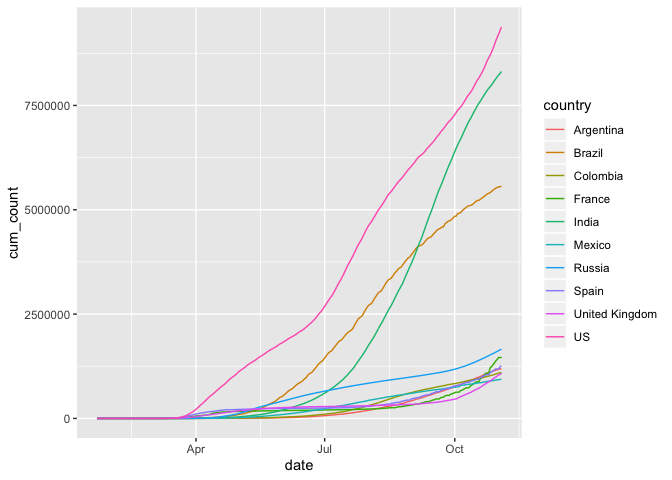 7500000
5000000
2500000
0
cum_count
Apr
Jul
Oct
date
country
Argentina
Brazil
Colombia
France
India
Mexico
Russia
Spain
United Kingdom
US